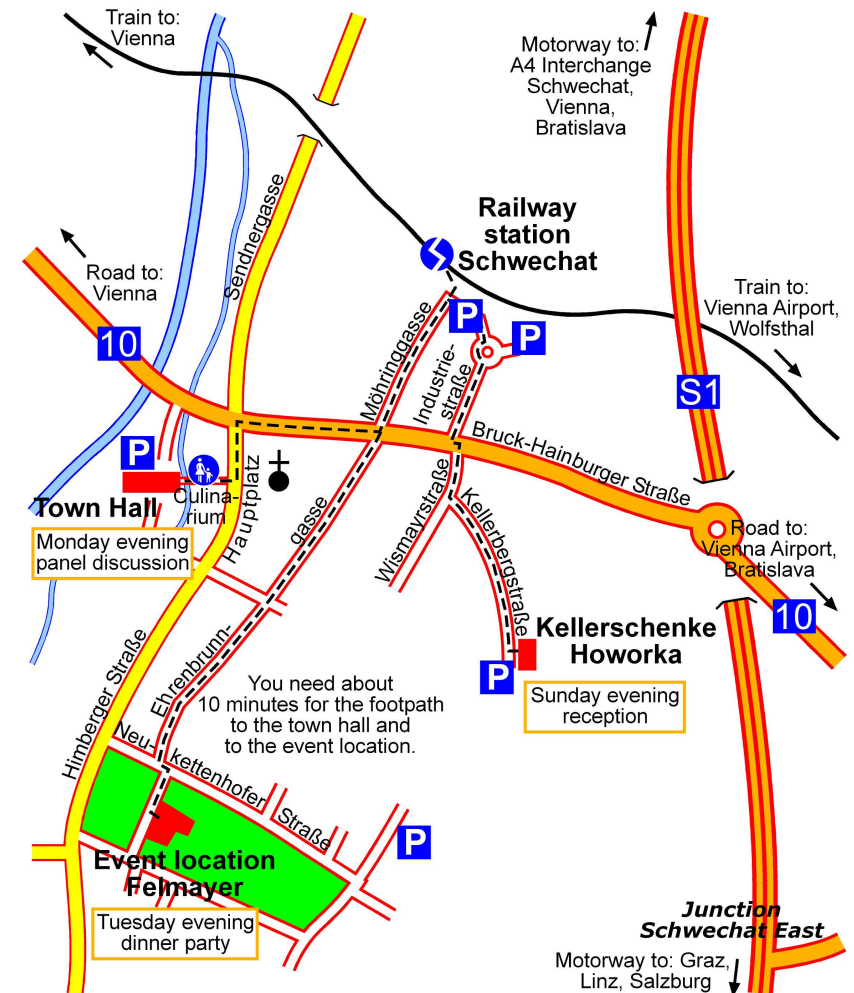 Train to:
Vienna
Motorway to:
A4 Interchange
Schwechat,
Vienna,
Bratislava
Sendnergasse
Railway
station
Schwechat
Road to:
Vienna
Train to:
Vienna Airport,
Wolfsthal
10
P
P
Möhringgasse
Industrie-
straße
S1
Bruck-Hainburger Straße
P
Town Hall
Culina-
rium
Hauptplatz
Monday evening
panel discussion
gasse
Wismayrstraße
Kellerbergstraße
Road to:
Vienna Airport,
Bratislava
10
Kellerschenke
Howorka
P
Sunday evening
reception
Ehrenbrunn-
Himberger Straße
You need about
10 minutes for the footpath
to the town hall and
to the event location.
Neu-
kettenhofer
Straße
P
Event location
Felmayer
Tuesday evening
dinner party
Junction
Schwechat East
Motorway to: Graz,
Linz, Salzburg